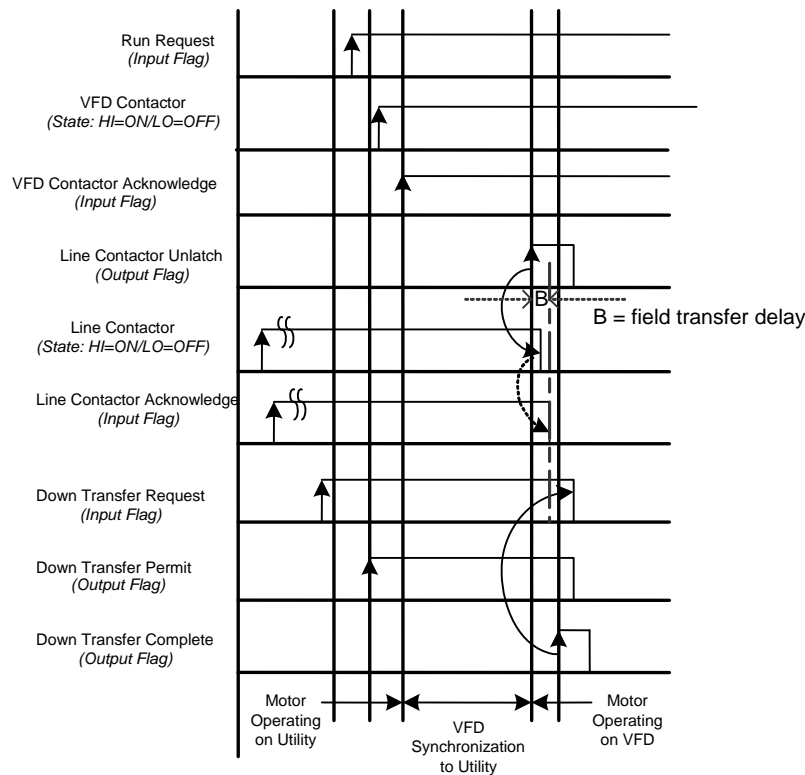 Run Request
(Input Flag)
VFD Contactor
(State: HI=ON/LO=OFF)
VFD Contactor Acknowledge
(Input Flag)
Line Contactor Unlatch
(Output Flag)
B
B = field transfer delay
Line Contactor
(State: HI=ON/LO=OFF)
Line Contactor Acknowledge
(Input Flag)
Down Transfer Request
(Input Flag)
Down Transfer Permit
(Output Flag)
Down Transfer Complete
(Output Flag)
Motor
Operating
on Utility
VFD
Synchronization
to Utility
Motor
Operating
on VFD